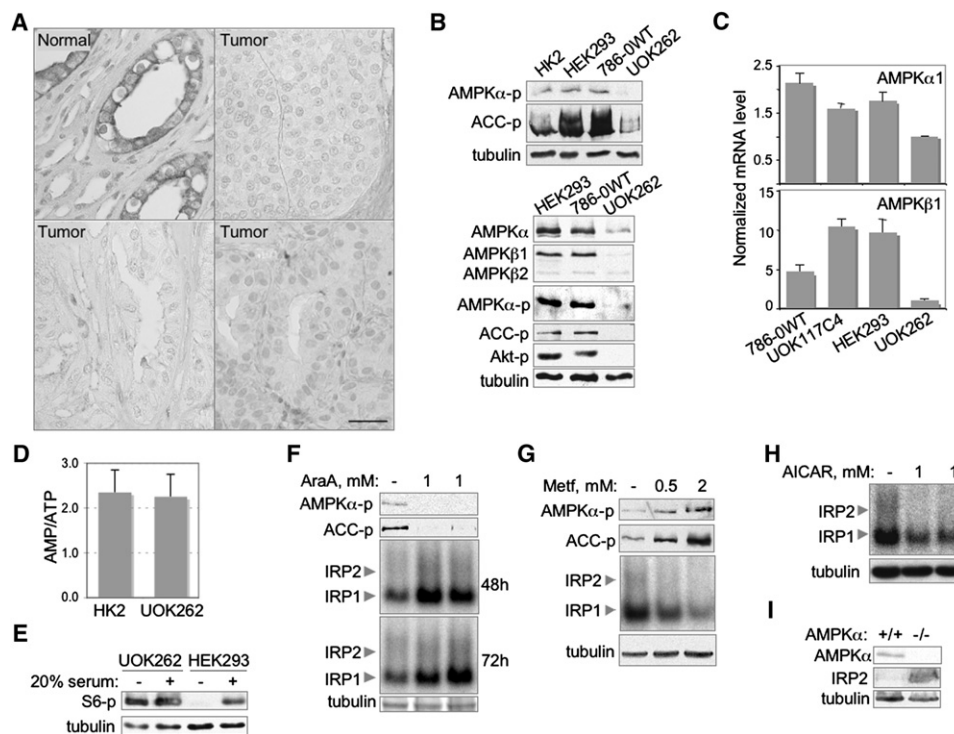 A
Normal
Tumor
Tumor
Tumor
B
HK2 HEK293 786-0WT UOK262
AMPKα-p
ACC-p
tubulin
HEK293 786-0WT UOK262
AMPKα
AMPKβ1
AMPKβ2
AMPKα-p
ACC-p
Akt-p
tubulin
C
Normalized mRNA level
AMPKα1
2.5
1.5
0.5
AMPKβ1
15
10
5
0
786-0WT UOK117C4 HEK293 UOK262
D
AMP/ATP
3.0
2.0
1.0
0.0
HK2 UOK262
E
UOK262 HEK293
20% serum: - + - +
S6-p
tubulin
F
AraA, mM: - 1 1
AMPKα-p
ACC-p
IRP2
IRP1
48h
IRP2
IRP1
72h
tubulin
G
Metf, mM: - 0.5 2
AMPKα-p
ACC-p
IRP2
IRP1
tubulin
H
AICAR, mM: - 1 1
IRP2
IRP1
tubulin
I
AMPKα: +/+ -/-
AMPKα
IRP2
tubulin